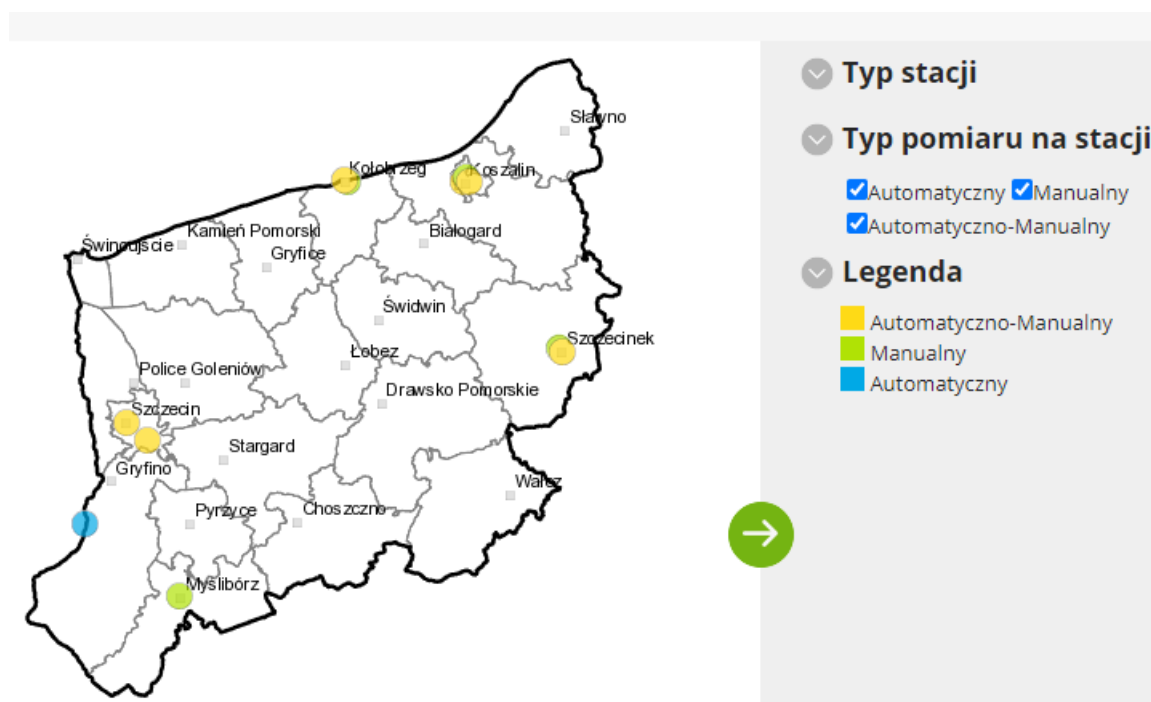 Sławno
Kołobrzeg
Koszalin
Kamień Pomorski
Białogard
Świnoujście
Gryfice
Świdwin
Szczecinek
Łobez
Police Goleniów
Drawsko Pomorskie
Szczecin
Stargard
Gryfino
Wałcz
Pyrzyce
Choszczno
Myślibórz
Typ stacji
Typ pomiaru na stacji
Automatyczny Manualny
Automatyczno-Manualny
Legenda
Automatyczno-Manualny
Manualny
Automatyczny